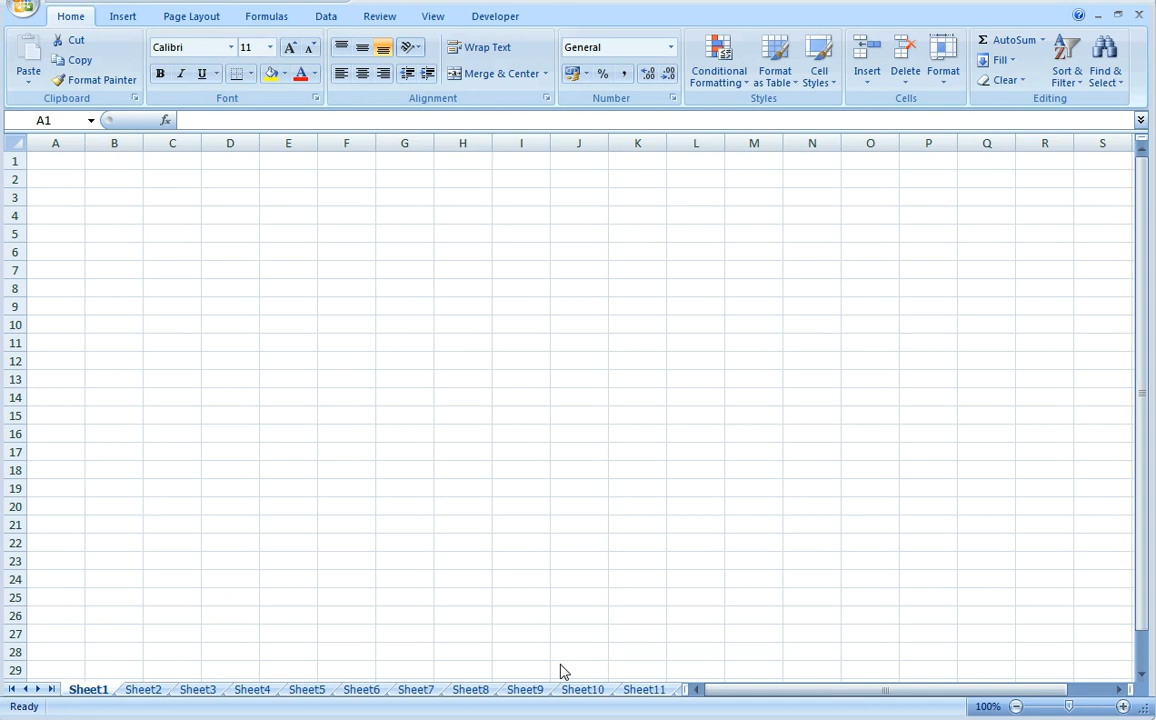 Home Insert Page Layout Formulas Data Review View Developer
Cut
Copy
Format Painter
Paste
Clipboard
Calibri 11
B I U
Font
Wrap Text
Merge & Center
Alignment
General
%
Number
Conditional Formatting
Format as Table
Cell Styles
Styles
Insert Delete Format
Cells
Σ AutoSum
Fill
Clear
Sort & Filter
Find & Select
Editing
A1 fx
A B C D E F G H I J K L M N O P Q R S
1
2
3
4
5
6
7
8
9
10
11
12
13
14
15
16
17
18
19
20
21
22
23
24
25
26
27
28
29
Sheet1 Sheet2 Sheet3 Sheet4 Sheet5 Sheet6 Sheet7 Sheet8 Sheet9 Sheet10 Sheet11
Ready 100%